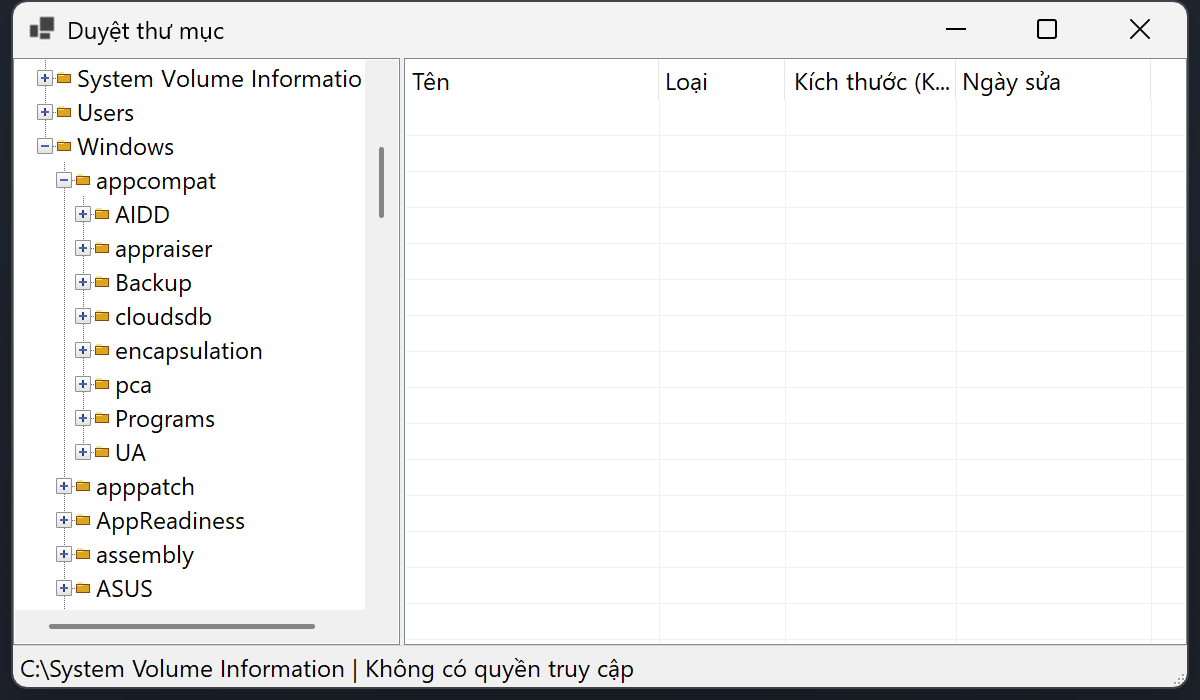 Duyệt thư mục
System Volume Informatio
Users
Windows
appcompat
AIDD
appraiser
Backup
cloudsdb
encapsulation
pca
Programs
UA
apppatch
AppReadiness
assembly
ASUS
Tên Loại Kích thước (K... Ngày sửa
C:\System Volume Information | Không có quyền truy cập